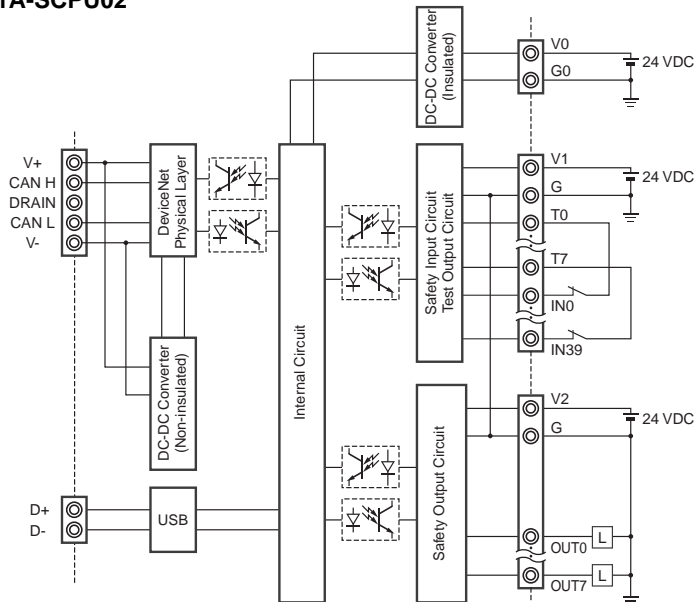 V0
G0
24 VDC
DC-DC Converter
(Insulated)
V+
CAN H
DRAIN
CAN L
V-
DeviceNet
Physical Layer
DC-DC Converter
(Non-insulated)
D+
D-
USB
Internal Circuit
Safety Input Circuit
Test Output Circuit
V1
G
T0
T7
IN0
IN39
24 VDC
Safety Output Circuit
V2
G
24 VDC
OUT0
L
OUT7
L